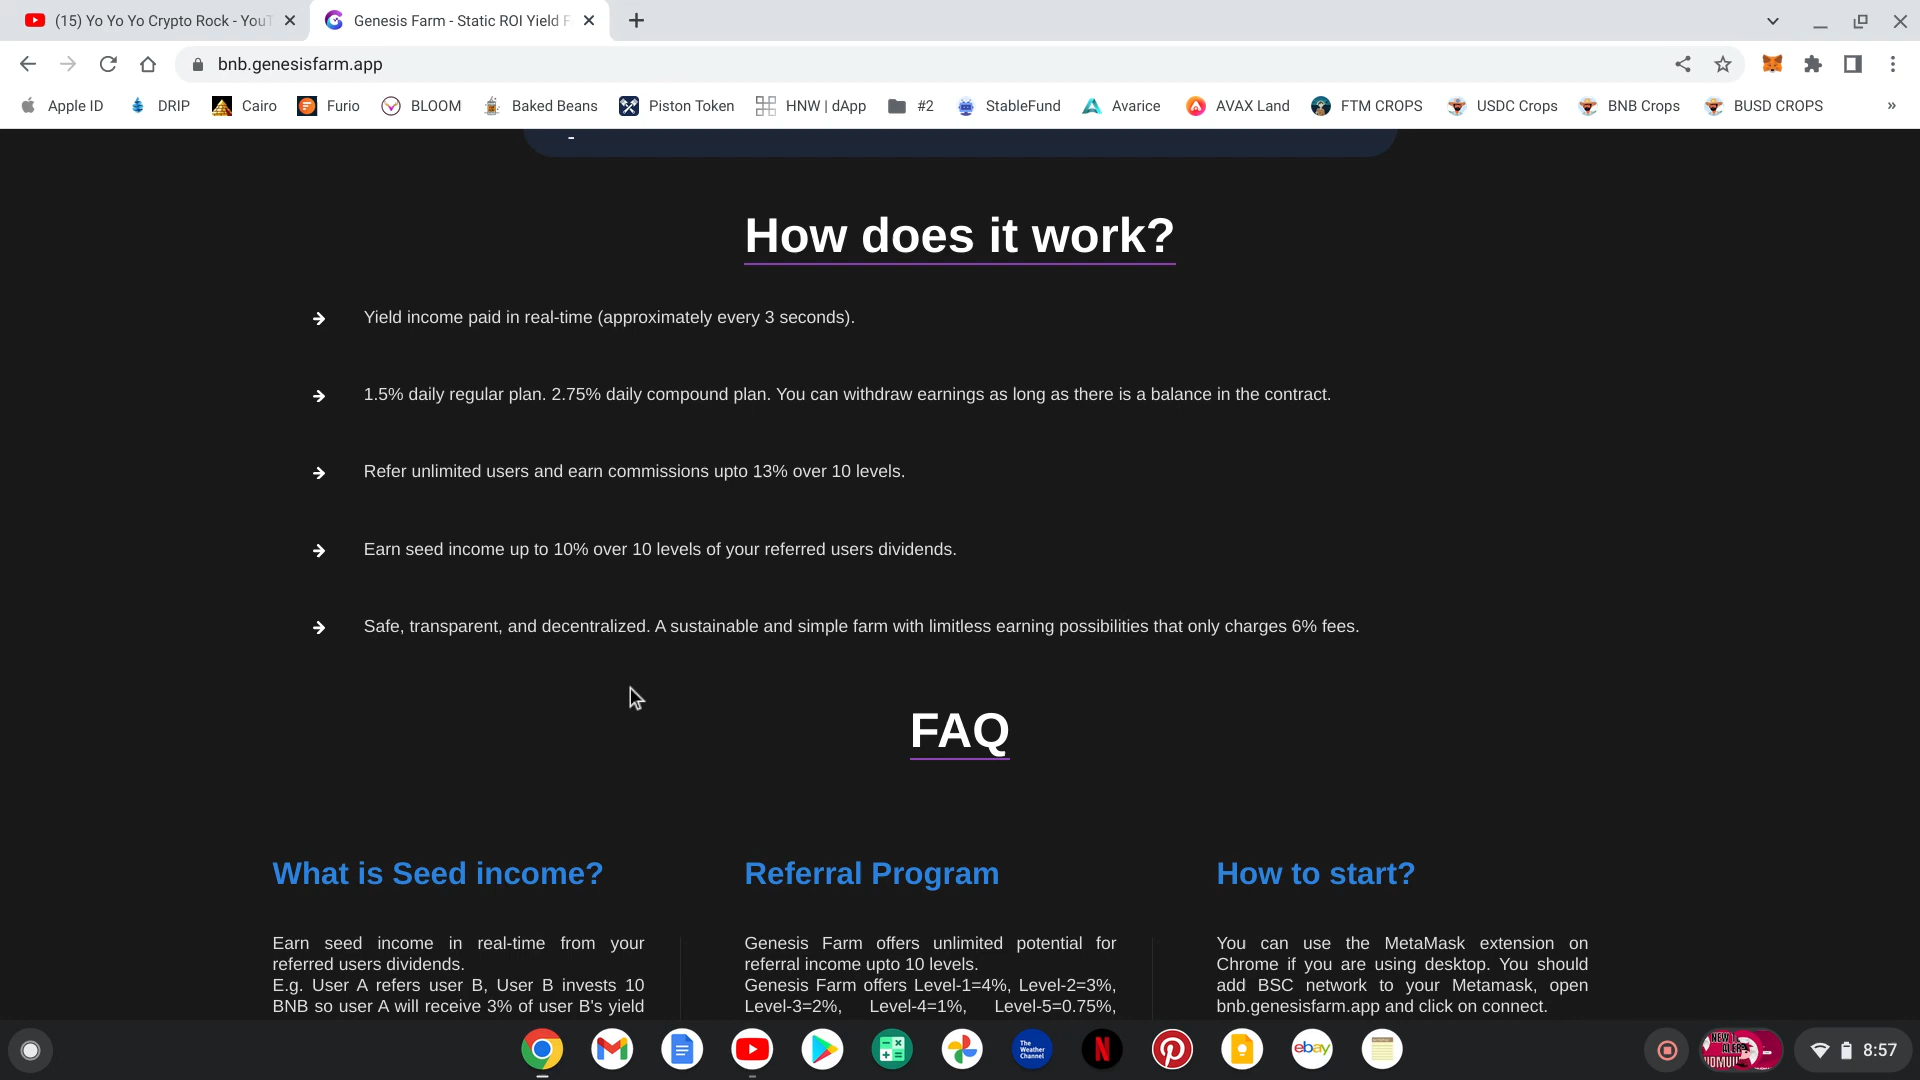 (15) Yo Yo Yo Crypto Rock - YouT
Genesis Farm - Static ROI Yield F
bnb.genesisfarm.app
Apple ID
DRIP
Cairo
Furio
BLOOM
Baked Beans
Piston Token
HNW | dApp
#2
StableFund
Avarice
AVAX Land
FTM CROPS
USDC Crops
BNB Crops
BUSD CROPS
»
-
How does it work?
Yield income paid in real-time (approximately every 3 seconds).
1.5% daily regular plan. 2.75% daily compound plan. You can withdraw earnings as long as there is a balance in the contract.
Refer unlimited users and earn commissions upto 13% over 10 levels.
Earn seed income up to 10% over 10 levels of your referred users dividends.
Safe, transparent, and decentralized. A sustainable and simple farm with limitless earning possibilities that only charges 6% fees.
FAQ
What is Seed income?
Earn seed income in real-time from your
referred users dividends.
E.g. User A refers user B, User B invests 10
BNB so user A will receive 3% of user B's yield
Referral Program
Genesis Farm offers unlimited potential for
referral income upto 10 levels.
Genesis Farm offers Level-1=4%, Level-2=3%,
Level-3=2%, Level-4=1%, Level-5=0.75%,
How to start?
You can use the MetaMask extension on
Chrome if you are using desktop. You should
add BSC network to your Metamask, open
bnb.genesisfarm.app and click on connect.
The
Weather
Channel
N
ebay
8:57